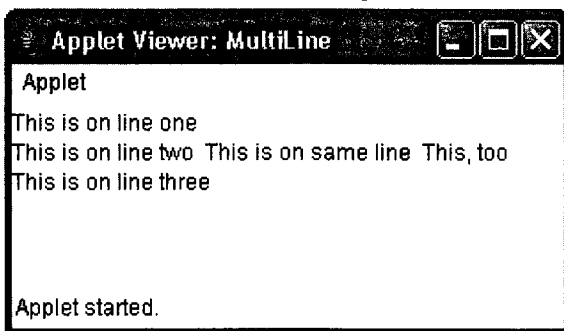 Applet Viewer: MultiLine
Applet
This is on line one
This is on line two This is on same line This, too
This is on line three
Applet started.